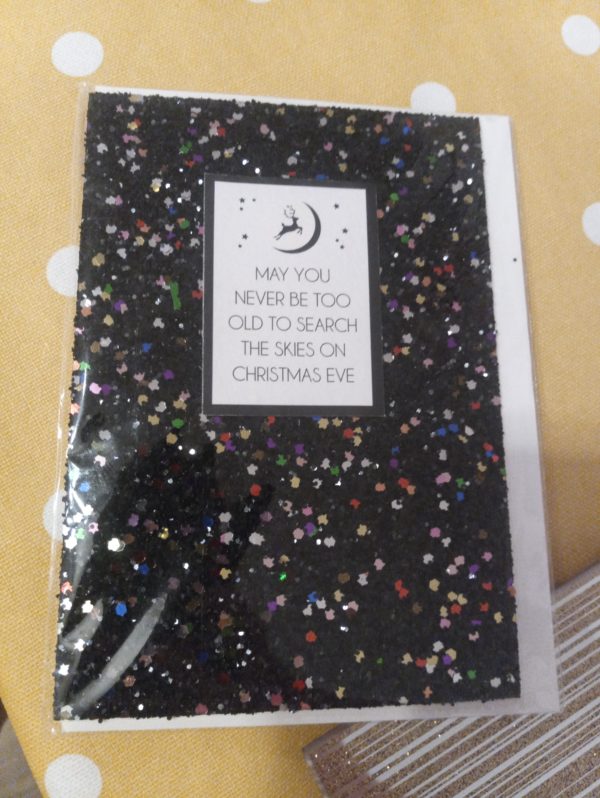 MAY YOU
NEVER BE TOO
OLD TO SEARCH
THE SKIES ON
CHRISTMAS EVE